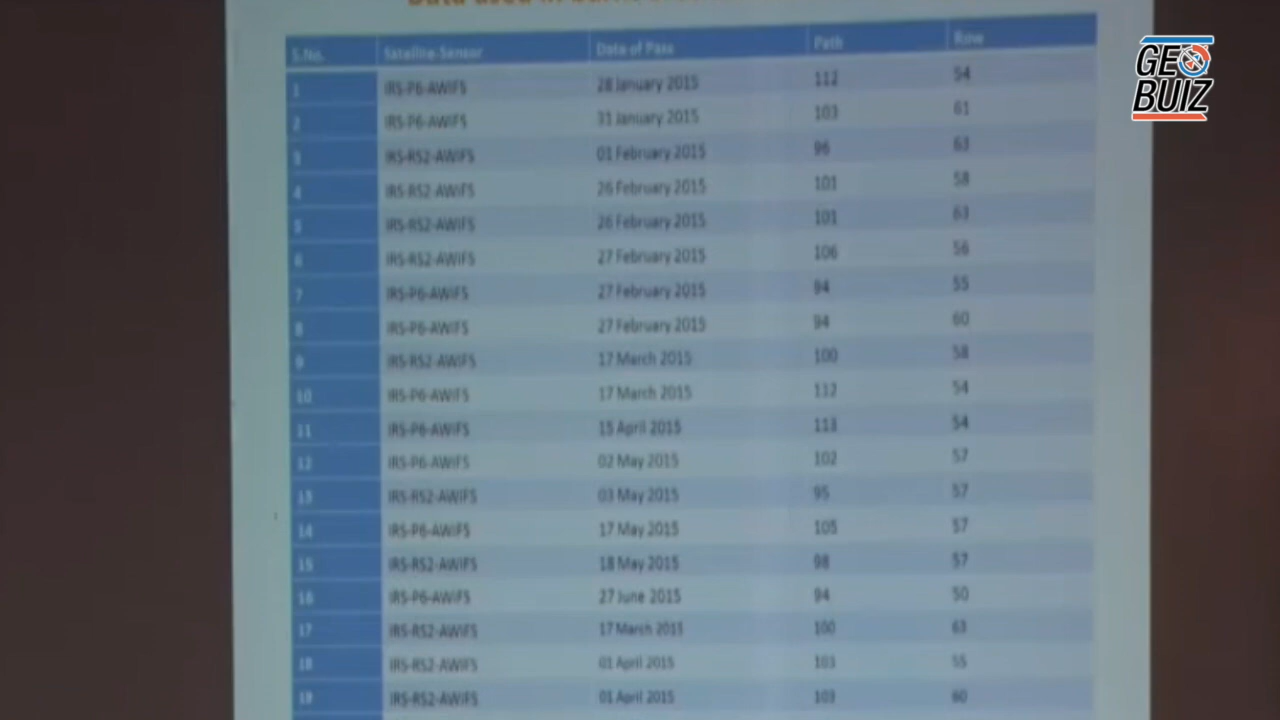 Data used in
GEO BUIZ
S.No. Satellite-Sensor Date of Pass Path Row
1 IRS-P6-AWiFS 28 January 2015 112 54
2 IRS-P6-AWiFS 31 January 2015 103 61
3 IRS-RS2-AWiFS 01 February 2015 96 63
4 IRS-RS2-AWiFS 26 February 2015 101 58
5 IRS-RS2-AWiFS 26 February 2015 101 63
6 IRS-RS2-AWiFS 27 February 2015 106 56
7 IRS-P6-AWiFS 27 February 2015 94 55
8 IRS-P6-AWiFS 27 February 2015 94 60
9 IRS-RS2-AWiFS 17 March 2015 100 58
10 IRS-P6-AWiFS 17 March 2015 112 54
11 IRS-P6-AWiFS 15 April 2015 113 54
12 IRS-P6-AWiFS 02 May 2015 102 57
13 IRS-RS2-AWiFS 03 May 2015 95 57
14 IRS-P6-AWiFS 17 May 2015 105 57
15 IRS-RS2-AWiFS 18 May 2015 98 57
16 IRS-P6-AWiFS 27 June 2015 94 50
17 IRS-RS2-AWiFS 17 March 2015 100 63
18 IRS-RS2-AWiFS 01 April 2015 103 55
19 IRS-RS2-AWiFS 01 April 2015 103 60